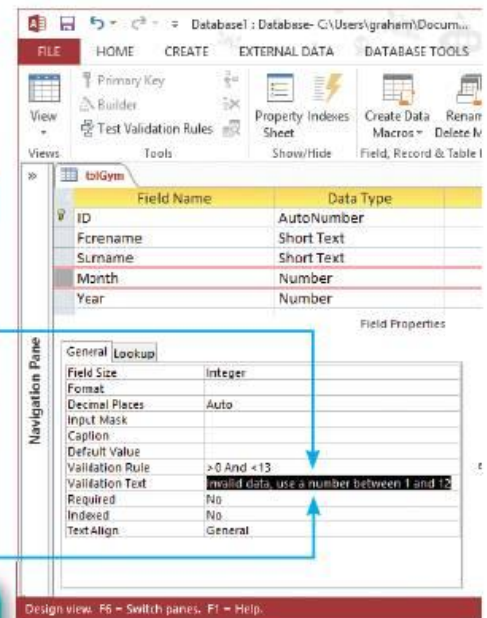 Database1 : Database- C:\Users\graham\Docum...
FILE HOME CREATE EXTERNAL DATA DATABASE TOOLS
View
Primary Key
Builder
Test Validation Rules
Property Sheet
Indexes
Create Data Macros
Renam
Delete M
Views Tools Show/Hide Field, Record & Table
tblGym
Field Name Data Type
ID AutoNumber
Forename Short Text
Surname Short Text
Month Number
Year Number
Field Properties
Navigation Pane
General Lookup
Field Size Integer
Format
Decimal Places Auto
Input Mask
Caption
Default Value
Validation Rule >0 And <13
Validation Text Invalid data, use a number between 1 and 12
Required No
Indexed No
Text Align General
Design view. F6 = Switch panes. F1 = Help.